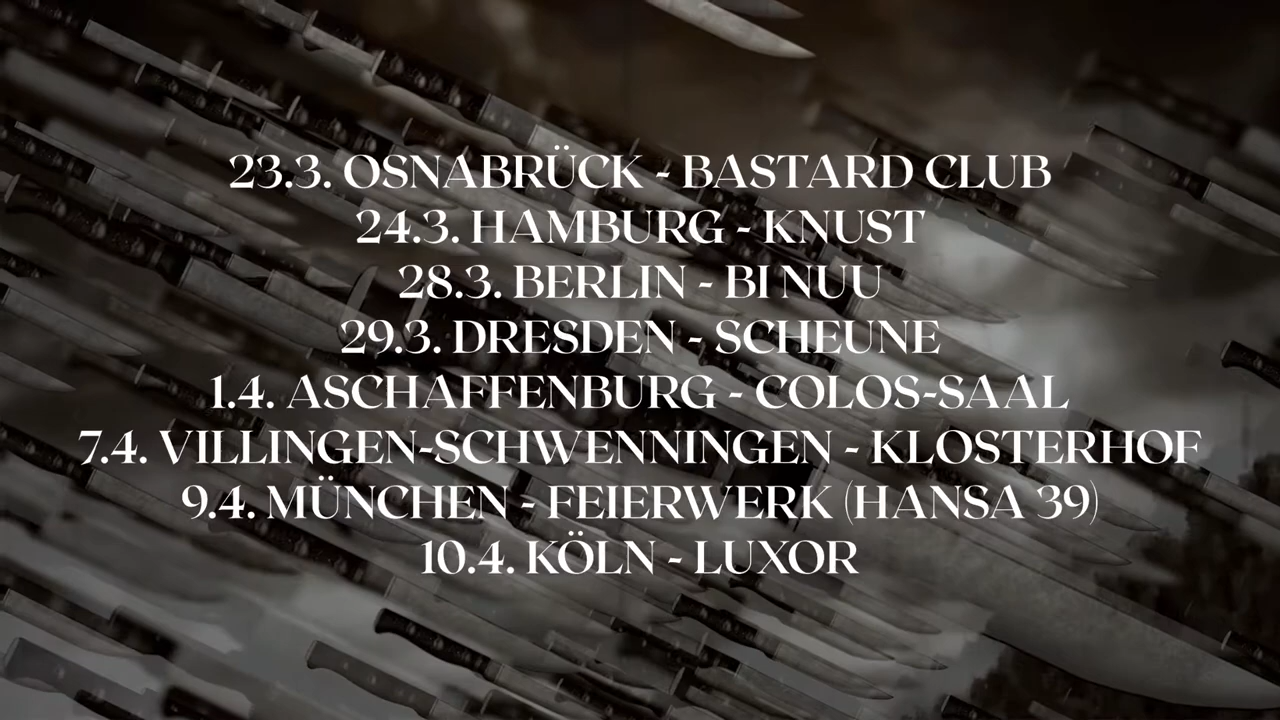 23.3. OSNABRÜCK - BASTARD CLUB
24.3. HAMBURG - KNUST
28.3. BERLIN - BI NUU
29.3. DRESDEN - SCHEUNE
1.4. ASCHAFFENBURG - COLOS-SAAL
7.4. VILLINGEN-SCHWENNINGEN - KLOSTERHOF
9.4. MÜNCHEN - FEIERWERK (HANSA 39)
10.4. KÖLN - LUXOR